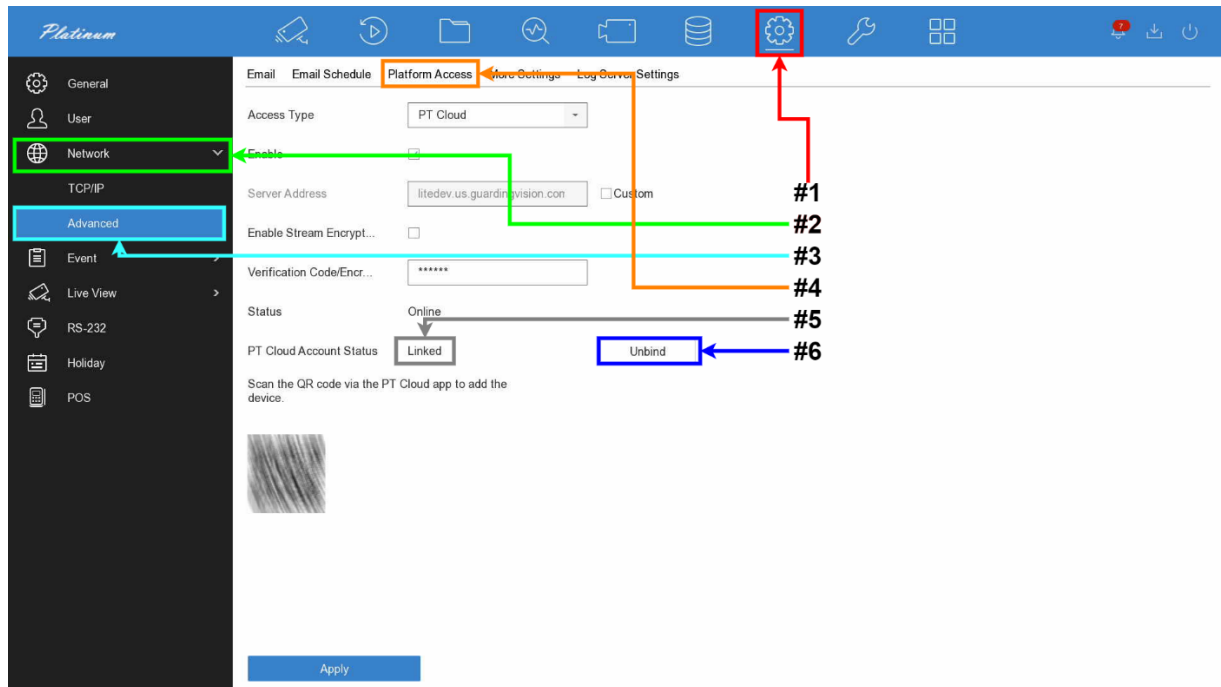 Platinum
7
General
User
Network
TCP/IP
Advanced
Event
Live View
RS-232
Holiday
POS
Email Email Schedule Platform Access More Settings Log Server Settings
Access Type PT Cloud
Enable
Server Address litedev.us.guardingvision.com Custom
Enable Stream Encrypt...
Verification Code/Encr... ******
Status Online
PT Cloud Account Status Linked Unbind
Scan the QR code via the PT Cloud app to add the
device.
Apply
#1
#2
#3
#4
#5
#6